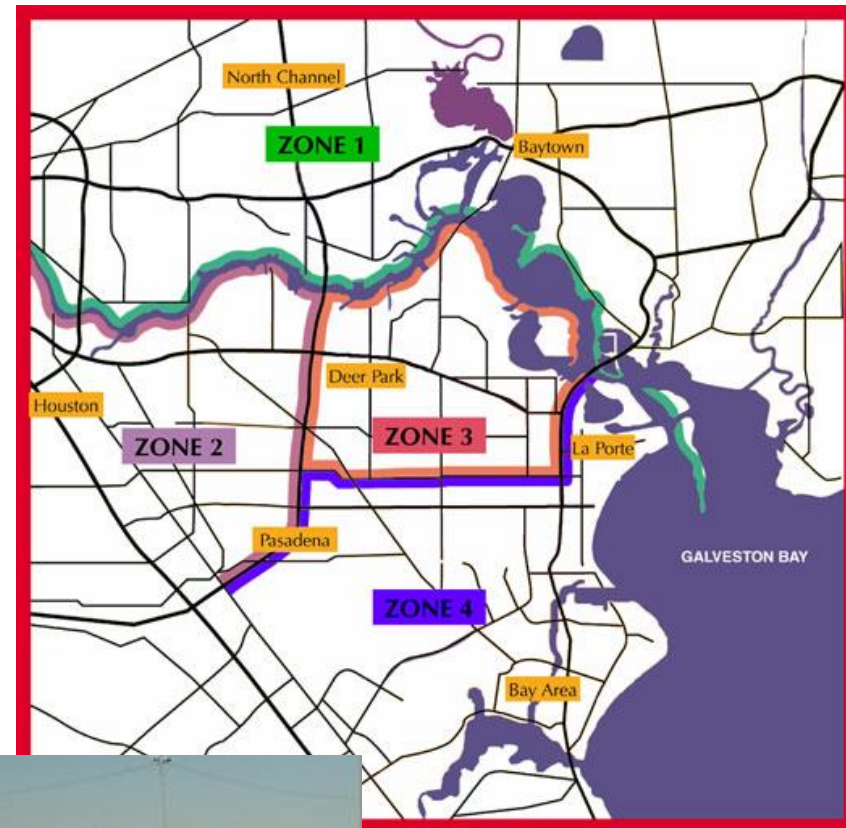 North Channel
ZONE 1
Baytown
Deer Park
Houston
ZONE 2
ZONE 3
La Porte
Pasadena
GALVESTON BAY
ZONE 4
Bay Area